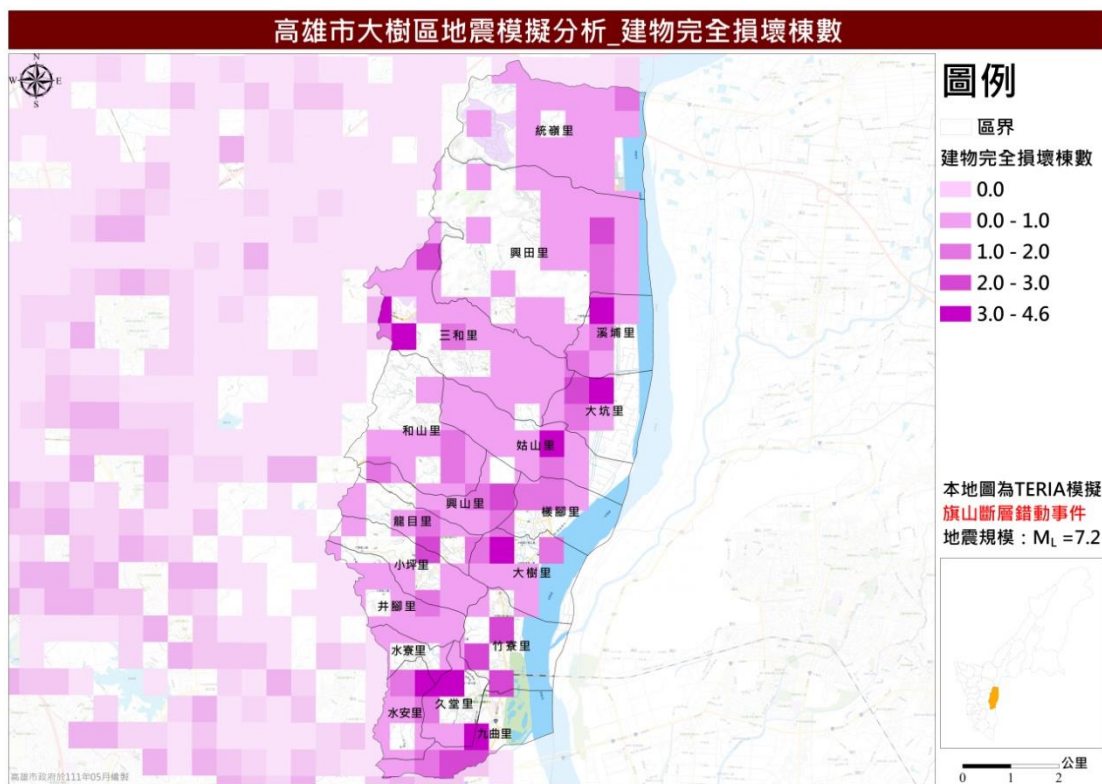 高雄市大樹區地震模擬分析_建物完全損壞棟數
N
W
E
S
統嶺里
興田里
三和里
溪埔里
大坑里
和山里
姑山里
興山里
樣腳里
龍目里
小坪里
大樹里
井腳里
竹寮里
水寮里
久堂里
水安里
九曲里
高雄市政府於111年05月繪製
圖例
區界
建物完全損壞棟數
0.0
0.0 - 1.0
1.0 - 2.0
2.0 - 3.0
3.0 - 4.6
本地圖為TERIA模擬
旗山斷層錯動事件
地震規模：ML =7.2
公里
0 1 2